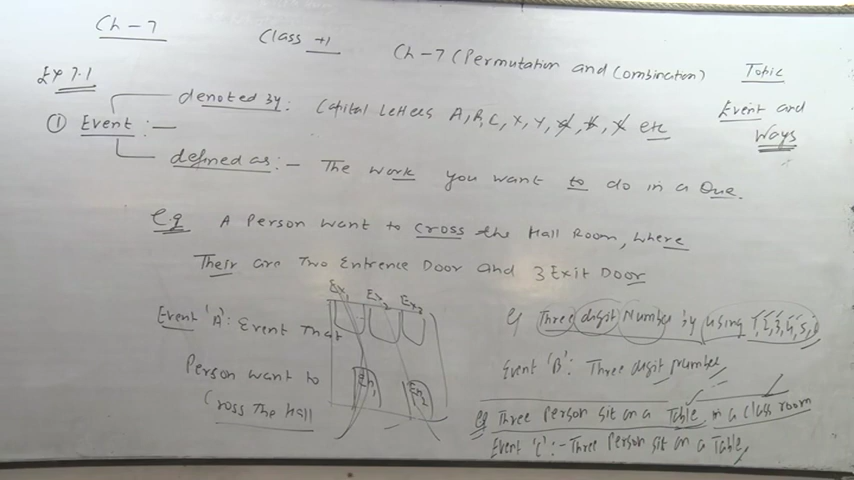 Ch-7
Class +1
Ch-7 (Permutation and Combination)
Topic
Event and
Ways
Ex 7.1
denoted by: Capital Letters A, B, C, X, Y, etc
① Event :-
defined as :- The work you want to do in a One.
e.g A Person want to cross the Hall Room, where
Their are Two Entrence Door and 3 Exit Door
Event 'A': Event That
Person want to
Cross The Hall
Ex1 Ex2 Ex3
En1 En2
Three digit Number by using 1,2,3,4,5,
Event 'B': Three digit number
eg Three Person sit on a Table in a class room
Event 'C':- Three Person sit on a Table